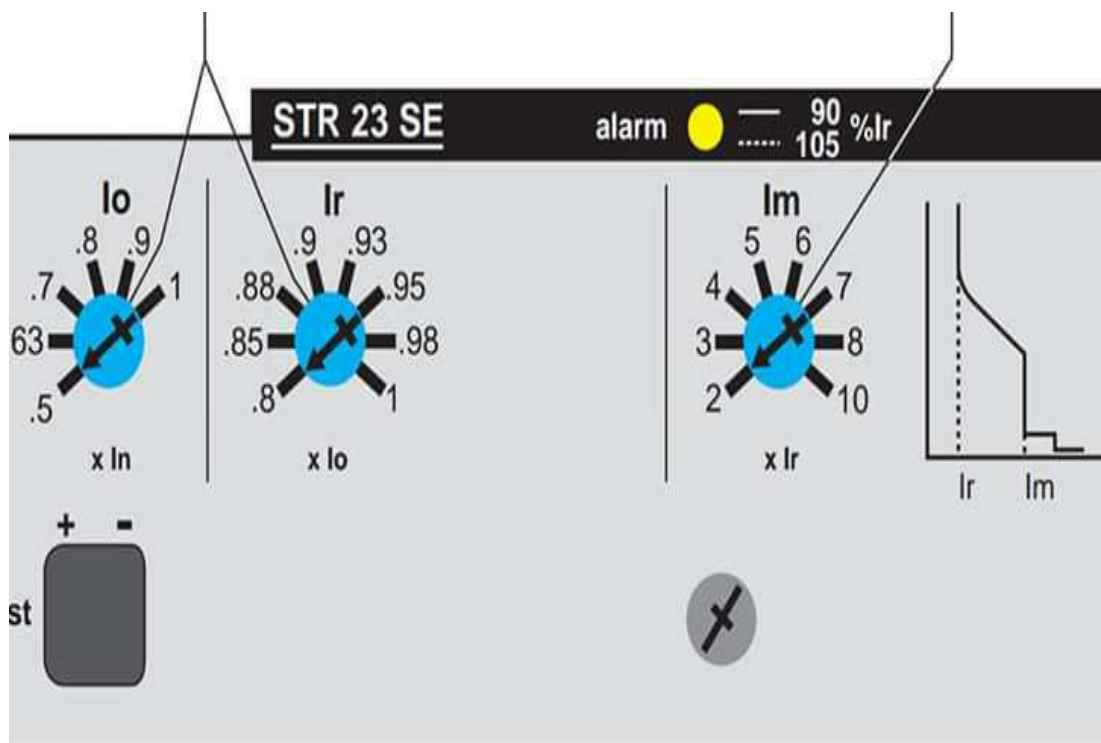 STR 23 SE alarm 90 %Ir
105
Io Ir Im
.5 63 .7 .8 .9 1
.8 .85 .88 .9 .93 .95 .98 1
2 3 4 5 6 7 8 10
x In x Io x Ir
Ir Im
+ -
st